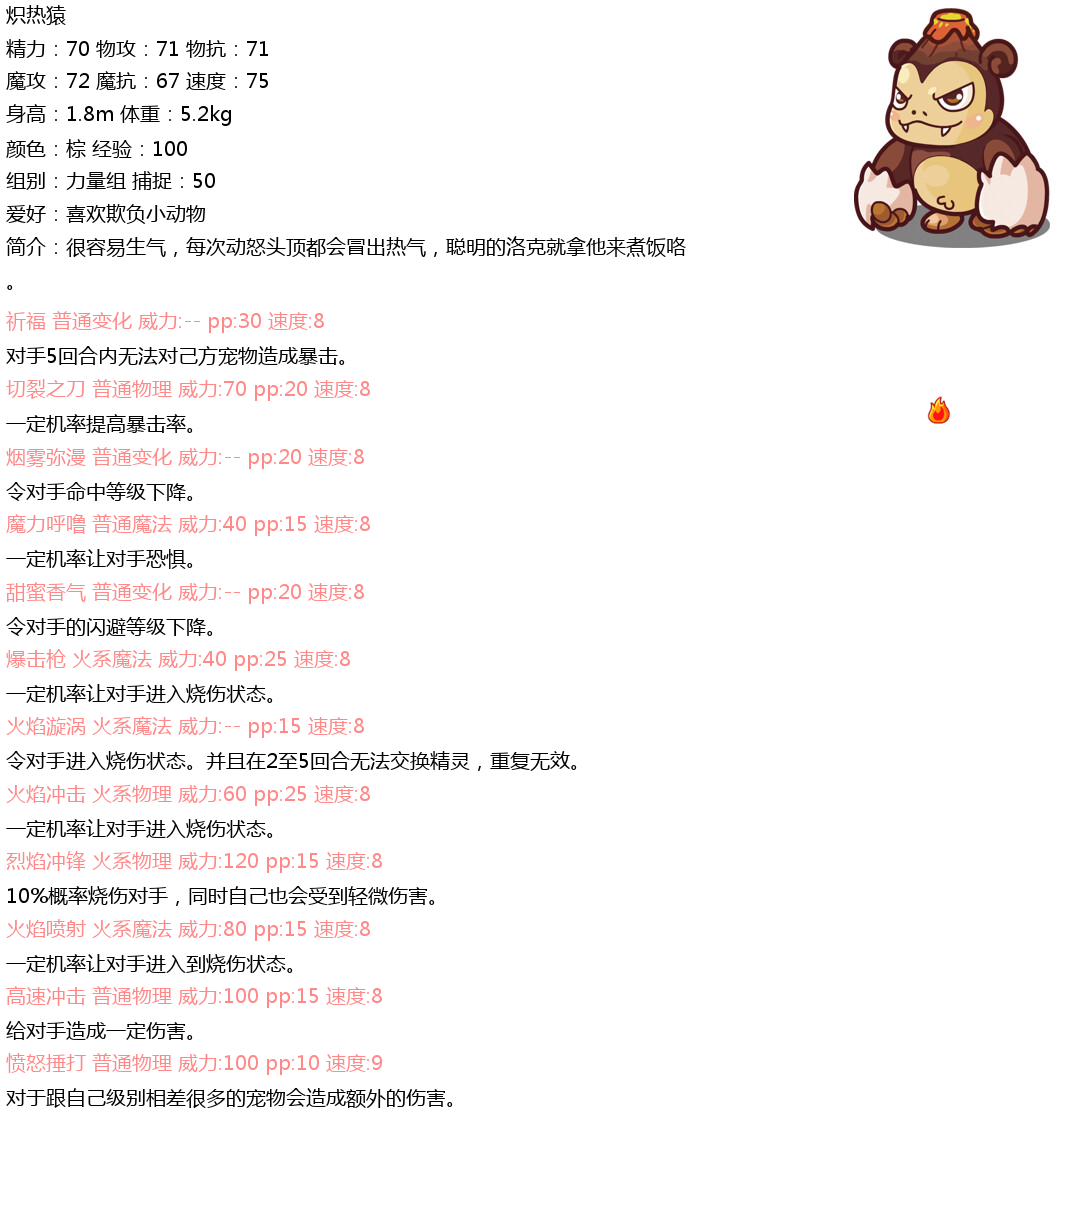 炽热猿
精力：70 物攻：71 物抗：71
魔攻：72 魔抗：67 速度：75
身高：1.8m 体重：5.2kg
颜色：棕 经验：100
组别：力量组 捕捉：50
爱好：喜欢欺负小动物
简介：很容易生气，每次动怒头顶都会冒出热气，聪明的洛克就拿他来煮饭咯
。
祈福 普通变化 威力:-- pp:30 速度:8
对手5回合内无法对己方宠物造成暴击。
切裂之刀 普通物理 威力:70 pp:20 速度:8
一定机率提高暴击率。
烟雾弥漫 普通变化 威力:-- pp:20 速度:8
令对手命中等级下降。
魔力呼噜 普通魔法 威力:40 pp:15 速度:8
一定机率让对手恐惧。
甜蜜香气 普通变化 威力:-- pp:20 速度:8
令对手的闪避等级下降。
爆击枪 火系魔法 威力:40 pp:25 速度:8
一定机率让对手进入烧伤状态。
火焰漩涡 火系魔法 威力:-- pp:15 速度:8
令对手进入烧伤状态。并且在2至5回合无法交换精灵，重复无效。
火焰冲击 火系物理 威力:60 pp:25 速度:8
一定机率让对手进入烧伤状态。
烈焰冲锋 火系物理 威力:120 pp:15 速度:8
10%概率烧伤对手，同时自己也会受到轻微伤害。
火焰喷射 火系魔法 威力:80 pp:15 速度:8
一定机率让对手进入到烧伤状态。
高速冲击 普通物理 威力:100 pp:15 速度:8
给对手造成一定伤害。
愤怒捶打 普通物理 威力:100 pp:10 速度:9
对于跟自己级别相差很多的宠物会造成额外的伤害。